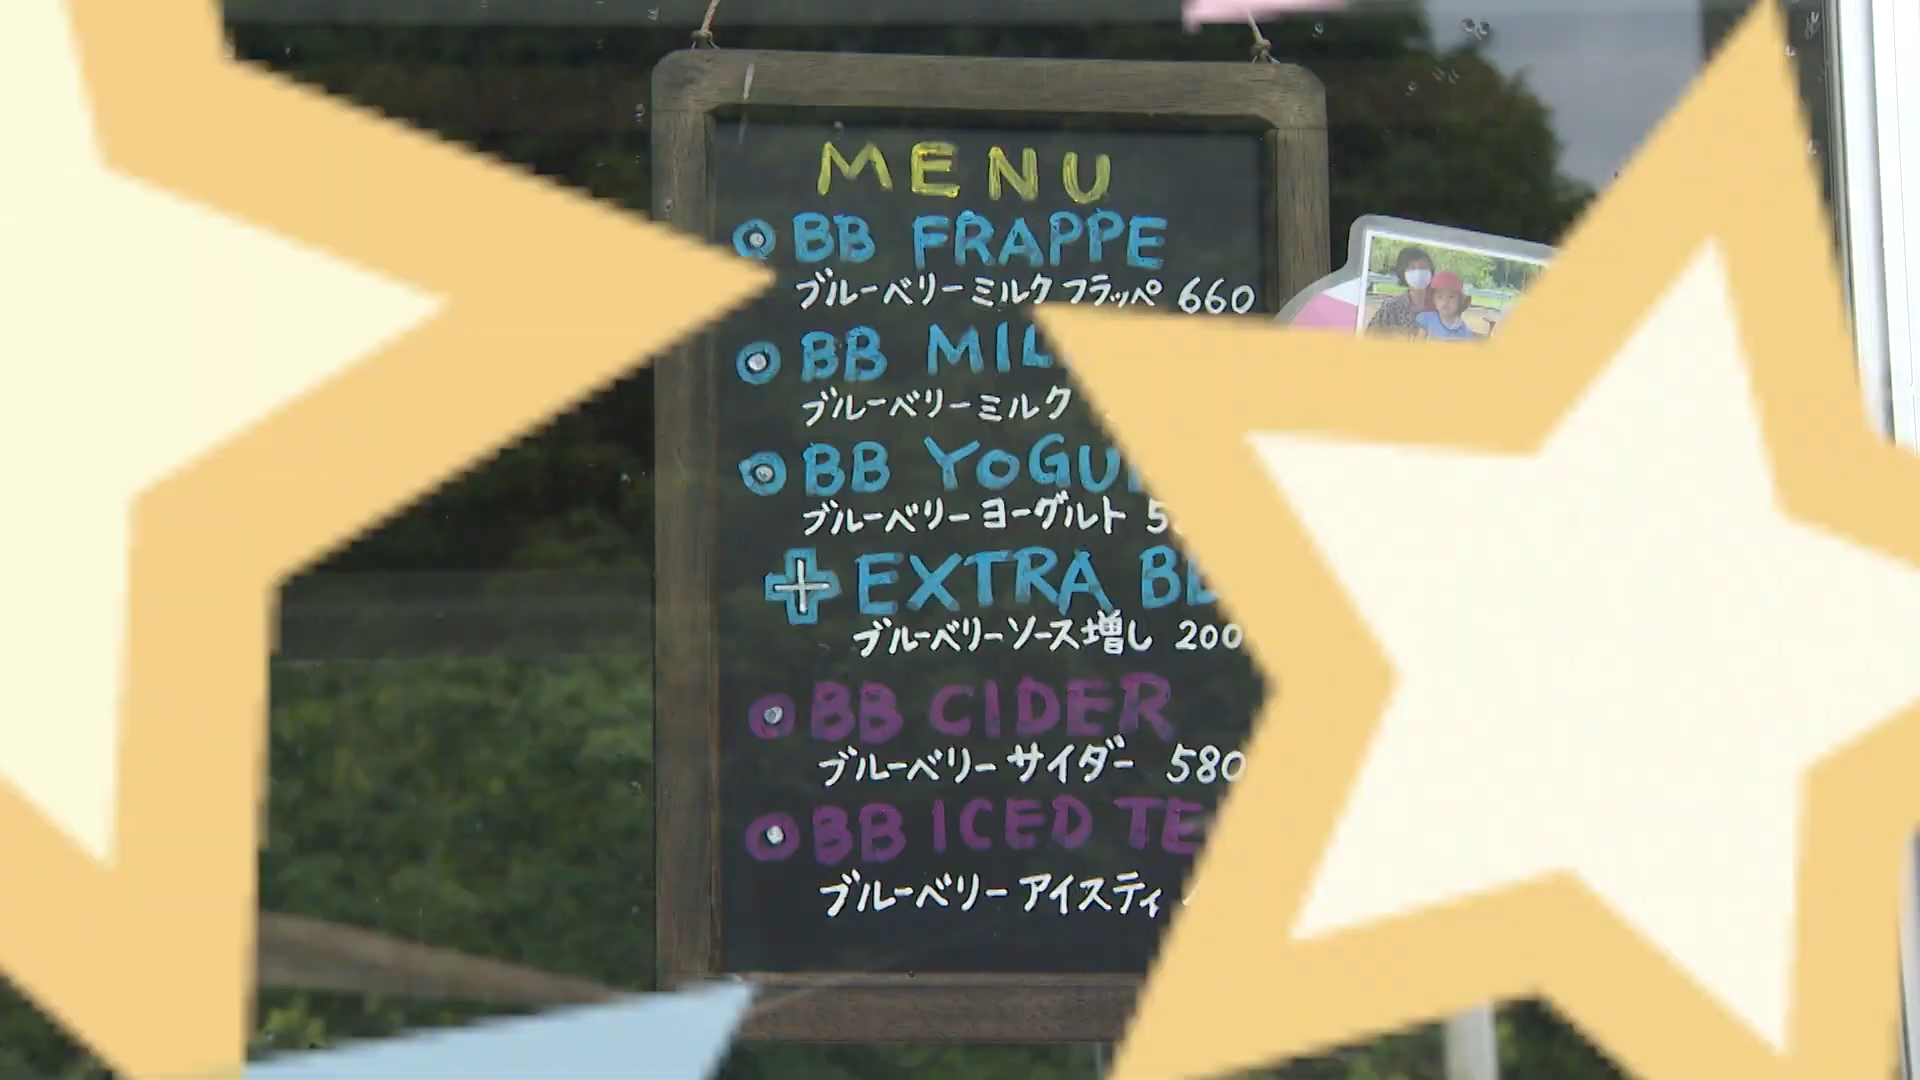 MENU
BB FRAPPE
ブルーベリーミルクフラッペ 660
BB
ブルーベリーミルク
BB
ブルーベリーヨーグルト
+ EXTRA
ブルーベリーソース増し 200
BB CIDER
ブルーベリーサイダー 580
BB ICED
ブルーベリーアイスティ